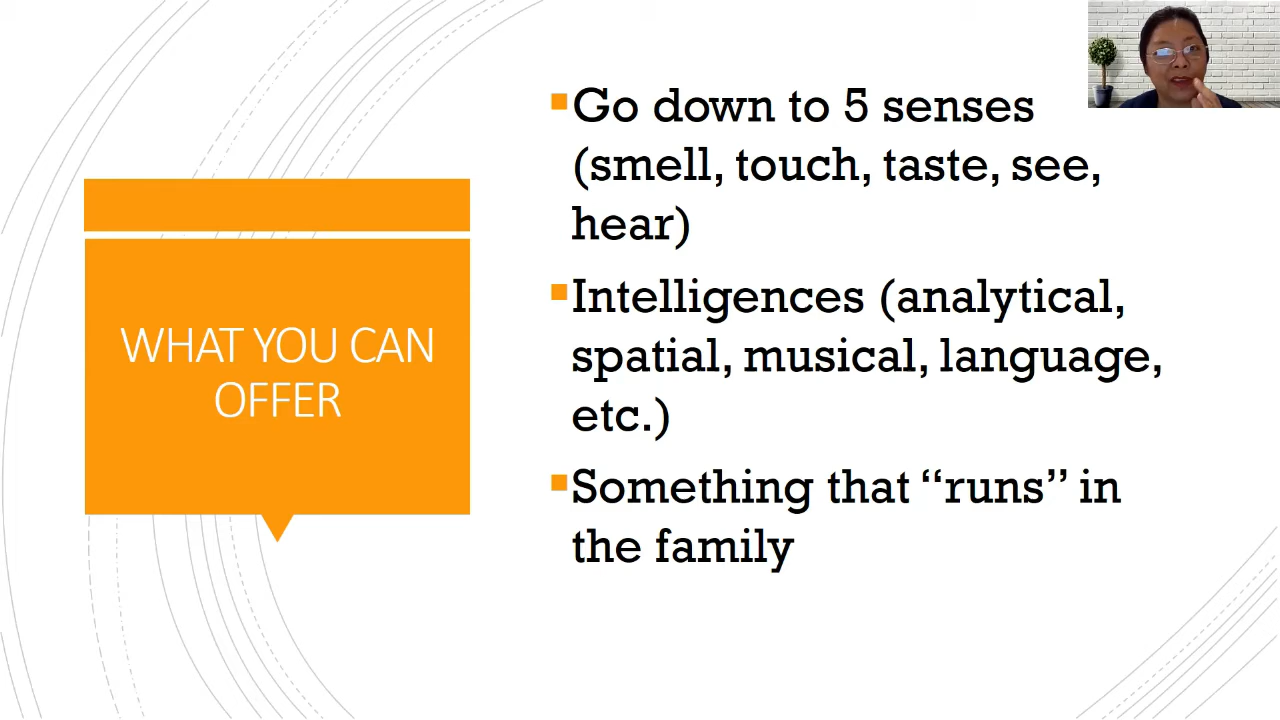 WHAT YOU CAN
OFFER
Go down to 5 senses
(smell, touch, taste, see,
hear)
Intelligences (analytical,
spatial, musical, language,
etc.)
Something that “runs” in
the family